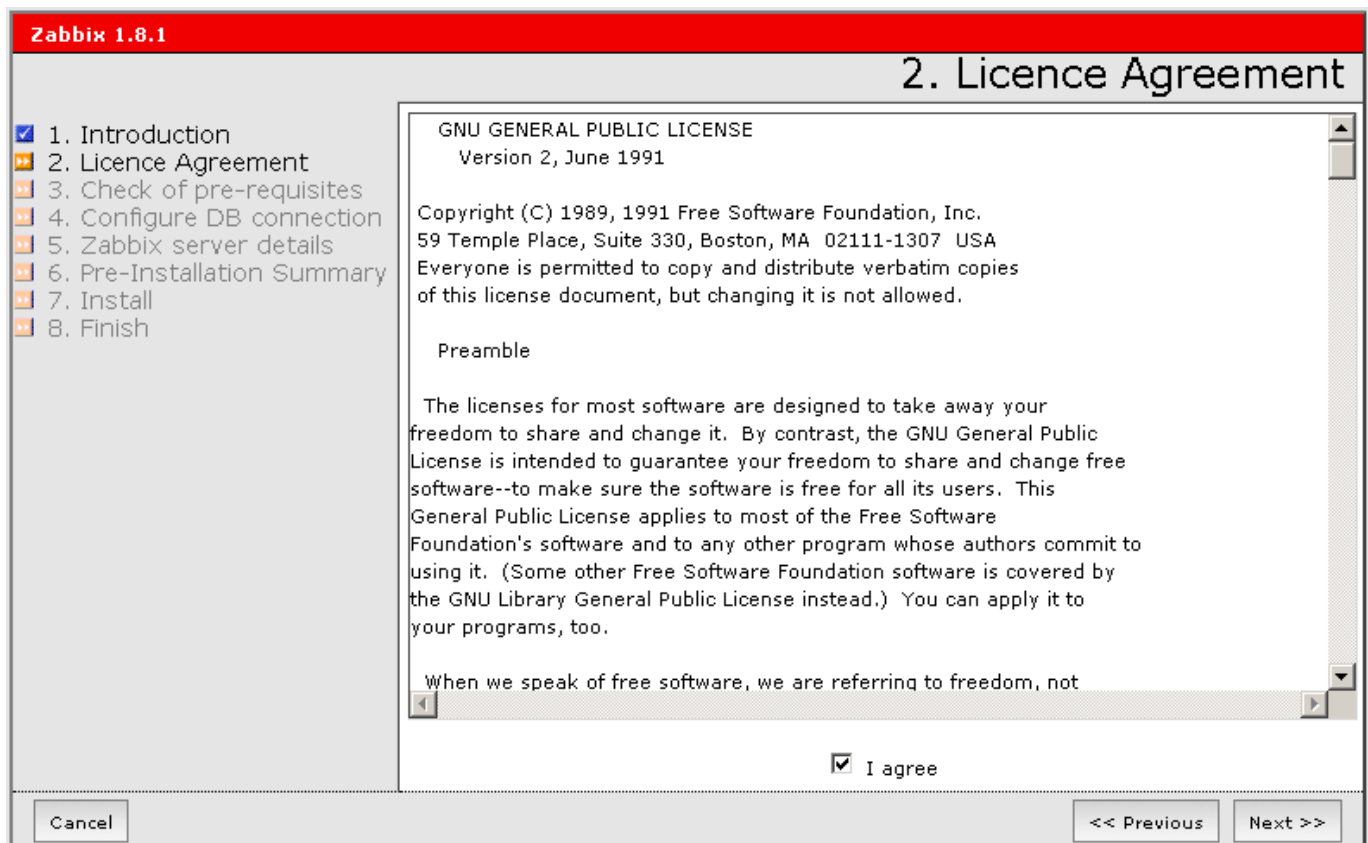 Zabbix 1.8.1
2. Licence Agreement
1. Introduction
2. Licence Agreement
3. Check of pre-requisites
4. Configure DB connection
5. Zabbix server details
6. Pre-Installation Summary
7. Install
8. Finish
GNU GENERAL PUBLIC LICENSE
Version 2, June 1991
Copyright (C) 1989, 1991 Free Software Foundation, Inc.
59 Temple Place, Suite 330, Boston, MA  02111-1307  USA
Everyone is permitted to copy and distribute verbatim copies
of this license document, but changing it is not allowed.
Preamble
The licenses for most software are designed to take away your
freedom to share and change it.  By contrast, the GNU General Public
License is intended to guarantee your freedom to share and change free
software--to make sure the software is free for all its users.  This
General Public License applies to most of the Free Software
Foundation's software and to any other program whose authors commit to
using it.  (Some other Free Software Foundation software is covered by
the GNU Library General Public License instead.)  You can apply it to
your programs, too.
When we speak of free software, we are referring to freedom, not
I agree
Cancel
<< Previous
Next >>